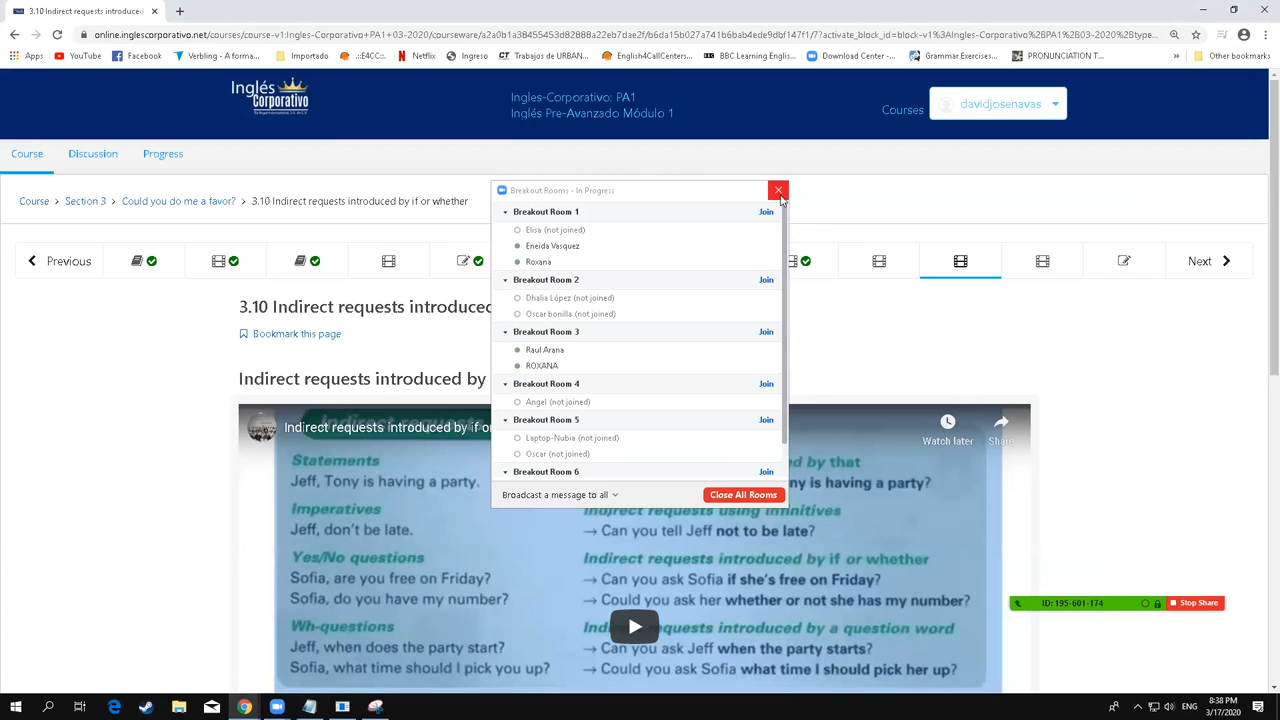 3.10 Indirect requests introduced
online.inglescorporativo.net/courses/course-v1:Ingles-Corporativo+PA1+03-2020/courseware/a2a0b1a38455453d82888a22eb7dae2f/b6da15b027a741b6bab4ede9dbf147f1/7?activate_block_id=block-v1%3AIngles-Corporativo%2BPA1%2B03-2020%2Btype...
Apps YouTube Facebook Verbling - A forma... Importado .::E4CC::. Netflix Ingreso Trabajos de URBAN... English4CallCenters... BBC Learning Englis... Download Center -... Grammar Exercises... PRONUNCIATION T... » Other bookmarks
Inglés Corporativo
Ingles-Corporativo: PA1
Inglés Pre-Avanzado Módulo 1
Courses davidjosenavas
Course Discussion Progress
Course > Section 3 > Could you do me a favor? > 3.10 Indirect requests introduced by if or whether
Previous Next
3.10 Indirect requests introduced
Bookmark this page
Indirect requests introduced by
Breakout Rooms - In Progress
Breakout Room 1 Join
Elisa (not joined)
Eneida Vasquez
Roxana
Breakout Room 2 Join
Dhalia López (not joined)
Oscar bonilla (not joined)
Breakout Room 3 Join
Raul Arana
ROXANA
Breakout Room 4 Join
Angel (not joined)
Breakout Room 5 Join
Laptop-Nubia (not joined)
Oscar (not joined)
Breakout Room 6 Join
Broadcast a message to all Close All Rooms
Indirect requests introduced by if o
Watch later Share
Statements by that
Jeff, Tony is having a party. a party?
Imperatives Indirect requests using infinitives
Jeff, don't be late. → Can you tell Jeff not to be late?
Yes/No questions Indirect requests introduced by if or whether
Sofia, are you free on Friday? → Can you ask Sofia if she's free on Friday?
Sofia, do you have my number? → Could you ask her whether or not she has my number?
Wh-questions Indirect requests introduced by a question word
Jeff, when does the party start? → Can you ask Jeff when the party starts?
Sofia, what time should I pick you up? → Could you ask Sofia what time I should pick her up?
ID: 195-601-174 Stop Share
ENG 8:38 PM
3/17/2020